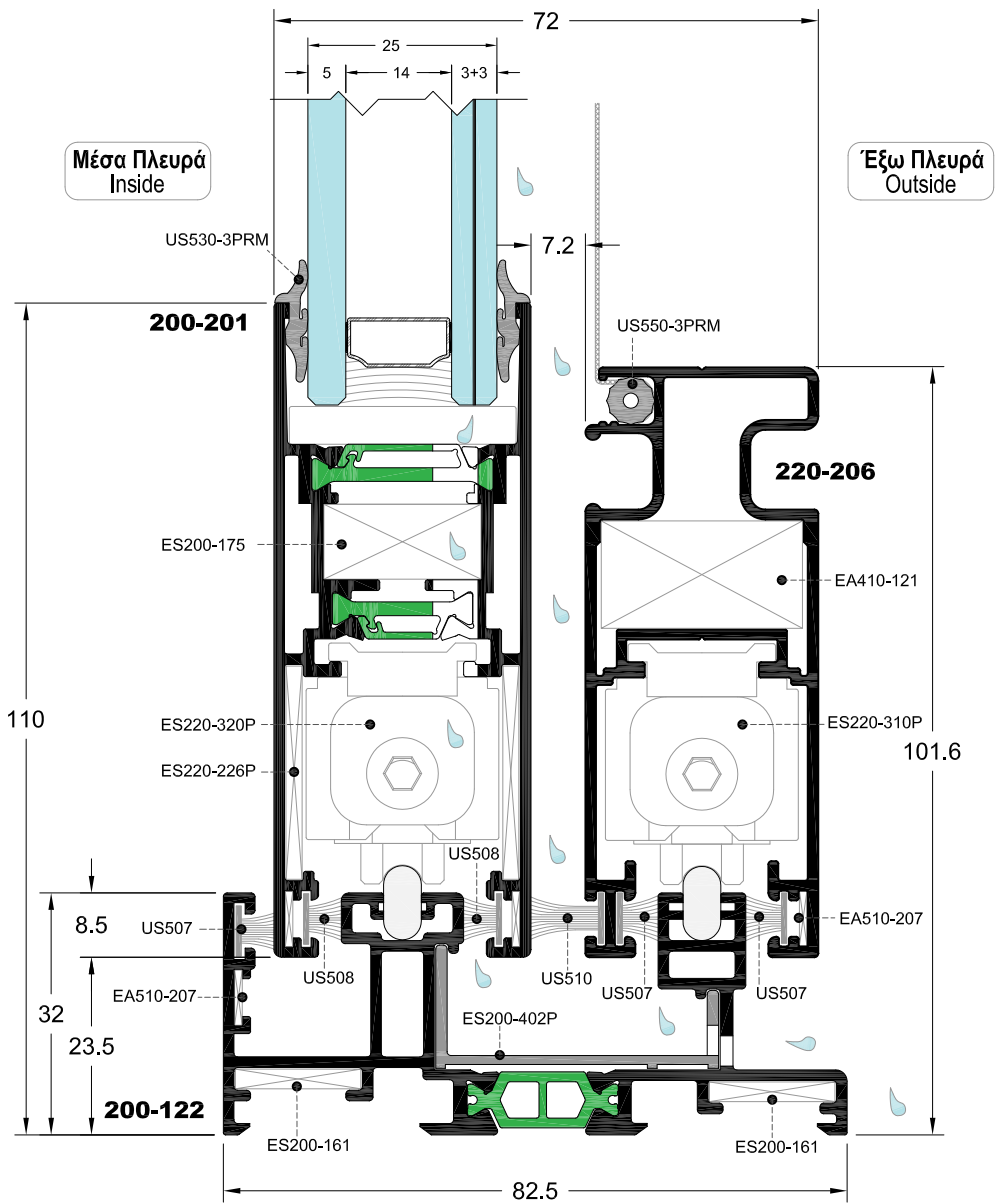 72
25
5
14
3+3
Μέσα Πλευρά
Inside
Έξω Πλευρά
Outside
US530-3PRM
7.2
200-201
US550-3PRM
220-206
ES200-175
EA410-121
110
ES220-320P
ES220-310P
101.6
ES220-226P
US508
8.5
US507
EA510-207
US508
US510
US507
US507
EA510-207
32
23.5
ES200-402P
200-122
ES200-161
ES200-161
82.5